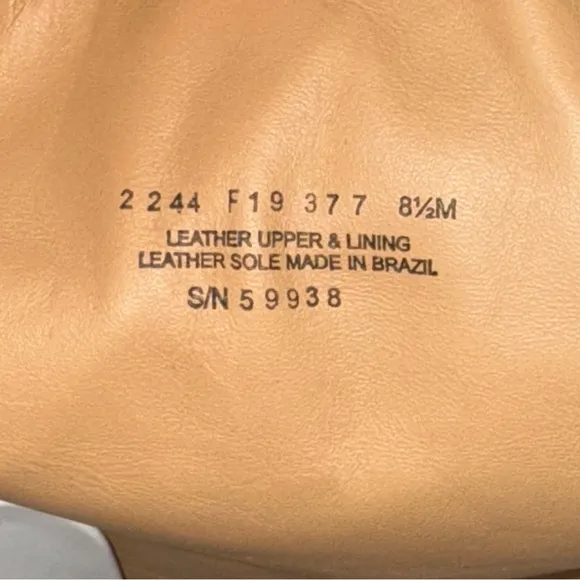 2244 F19 377 8½M
LEATHER UPPER & LINING
LEATHER SOLE MADE IN BRAZIL
S/N 59938